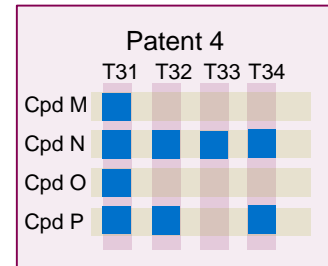 Patent 4
T31 T32 T33 T34
Cpd M
Cpd N
Cpd O
Cpd P